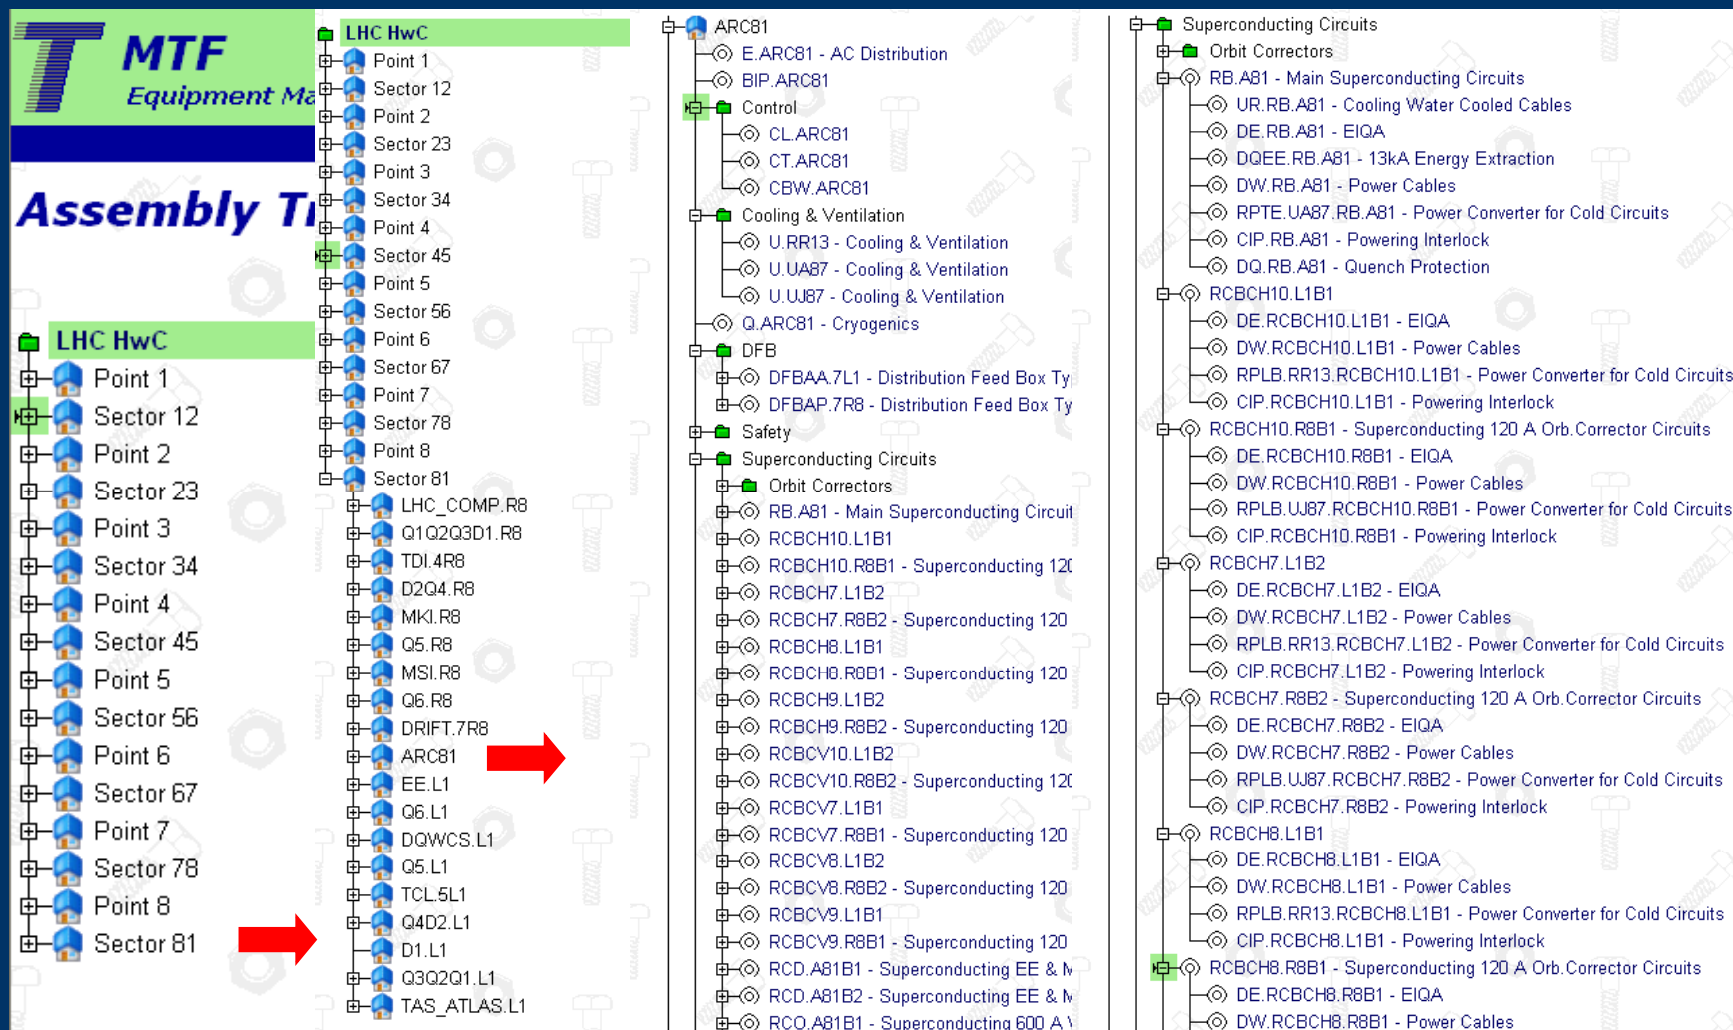 MTF
Equipment Ma
Assembly Tr
LHC HwC
Point 1
Sector 12
Point 2
Sector 23
Point 3
Sector 34
Point 4
Sector 45
Point 5
Sector 56
Point 6
Sector 67
Point 7
Sector 78
Point 8
Sector 81
LHC HwC
Point 1
Sector 12
Point 2
Sector 23
Point 3
Sector 34
Point 4
Sector 45
Point 5
Sector 56
Point 6
Sector 67
Point 7
Sector 78
Point 8
Sector 81
LHC_COMP.R8
Q1Q2Q3D1.R8
TDI.4R8
D2Q4.R8
MKI.R8
Q5.R8
MSI.R8
Q6.R8
DRIFT.7R8
ARC81
EE.L1
Q6.L1
DQWCS.L1
Q5.L1
TCL.5L1
Q4D2.L1
D1.L1
Q3Q2Q1.L1
TAS_ATLAS.L1
ARC81
E.ARC81 - AC Distribution
BIP.ARC81
Control
CL.ARC81
CT.ARC81
CBW.ARC81
Cooling & Ventilation
U.RR13 - Cooling & Ventilation
U.UA87 - Cooling & Ventilation
U.UJ87 - Cooling & Ventilation
Q.ARC81 - Cryogenics
DFB
DFBAA.7L1 - Distribution Feed Box Ty
DFBAP.7R8 - Distribution Feed Box Ty
Safety
Superconducting Circuits
Orbit Correctors
RB.A81 - Main Superconducting Circuit
RCBCH10.L1B1
RCBCH10.R8B1 - Superconducting 120
RCBCH7.L1B2
RCBCH7.R8B2 - Superconducting 120
RCBCH8.L1B1
RCBCH8.R8B1 - Superconducting 120
RCBCH9.L1B2
RCBCH9.R8B2 - Superconducting 120
RCBCV10.L1B2
RCBCV10.R8B2 - Superconducting 120
RCBCV7.L1B1
RCBCV7.R8B1 - Superconducting 120
RCBCV8.L1B2
RCBCV8.R8B2 - Superconducting 120
RCBCV9.L1B1
RCBCV9.R8B1 - Superconducting 120
RCD.A81B1 - Superconducting EE & M
RCD.A81B2 - Superconducting EE & M
RCO.A81B1 - Superconducting 600 A
Superconducting Circuits
Orbit Correctors
RB.A81 - Main Superconducting Circuits
UR.RB.A81 - Cooling Water Cooled Cables
DE.RB.A81 - ElQA
DQEE.RB.A81 - 13kA Energy Extraction
DW.RB.A81 - Power Cables
RPTE.UA87.RB.A81 - Power Converter for Cold Circuits
CIP.RB.A81 - Powering Interlock
DQ.RB.A81 - Quench Protection
RCBCH10.L1B1
DE.RCBCH10.L1B1 - ElQA
DW.RCBCH10.L1B1 - Power Cables
RPLB.RR13.RCBCH10.L1B1 - Power Converter for Cold Circuits
CIP.RCBCH10.L1B1 - Powering Interlock
RCBCH10.R8B1 - Superconducting 120 A Orb.Corrector Circuits
DE.RCBCH10.R8B1 - ElQA
DW.RCBCH10.R8B1 - Power Cables
RPLB.UJ87.RCBCH10.R8B1 - Power Converter for Cold Circuits
CIP.RCBCH10.R8B1 - Powering Interlock
RCBCH7.L1B2
DE.RCBCH7.L1B2 - ElQA
DW.RCBCH7.L1B2 - Power Cables
RPLB.RR13.RCBCH7.L1B2 - Power Converter for Cold Circuits
CIP.RCBCH7.L1B2 - Powering Interlock
RCBCH7.R8B2 - Superconducting 120 A Orb.Corrector Circuits
DE.RCBCH7.R8B2 - ElQA
DW.RCBCH7.R8B2 - Power Cables
RPLB.UJ87.RCBCH7.R8B2 - Power Converter for Cold Circuits
CIP.RCBCH7.R8B2 - Powering Interlock
RCBCH8.L1B1
DE.RCBCH8.L1B1 - ElQA
DW.RCBCH8.L1B1 - Power Cables
RPLB.RR13.RCBCH8.L1B1 - Power Converter for Cold Circuits
CIP.RCBCH8.L1B1 - Powering Interlock
RCBCH8.R8B1 - Superconducting 120 A Orb.Corrector Circuits
DE.RCBCH8.R8B1 - ElQA
DW.RCBCH8.R8B1 - Power Cables